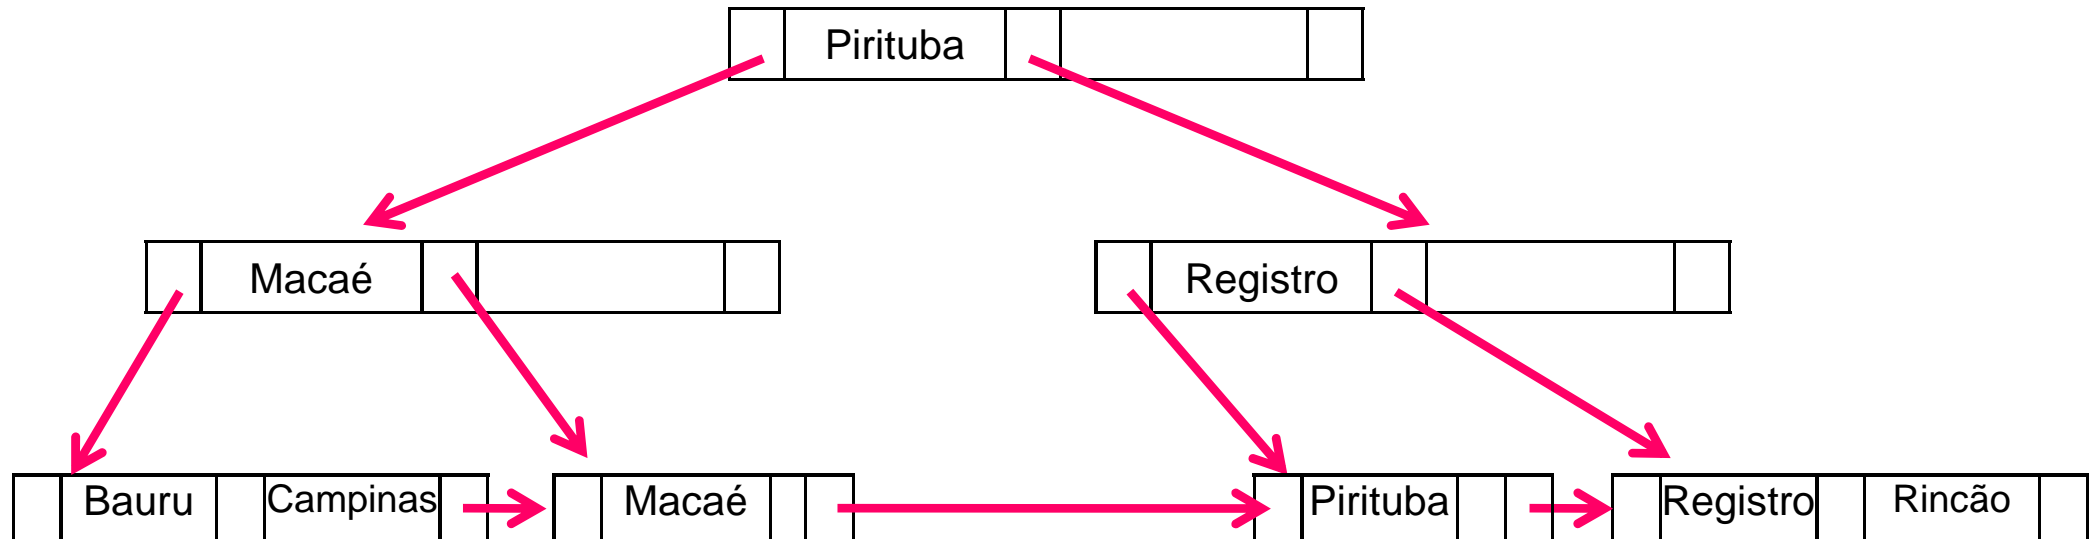 Pirituba
Macaé
Registro
Bauru
Campinas
Macaé
Pirituba
Registro
Rincão